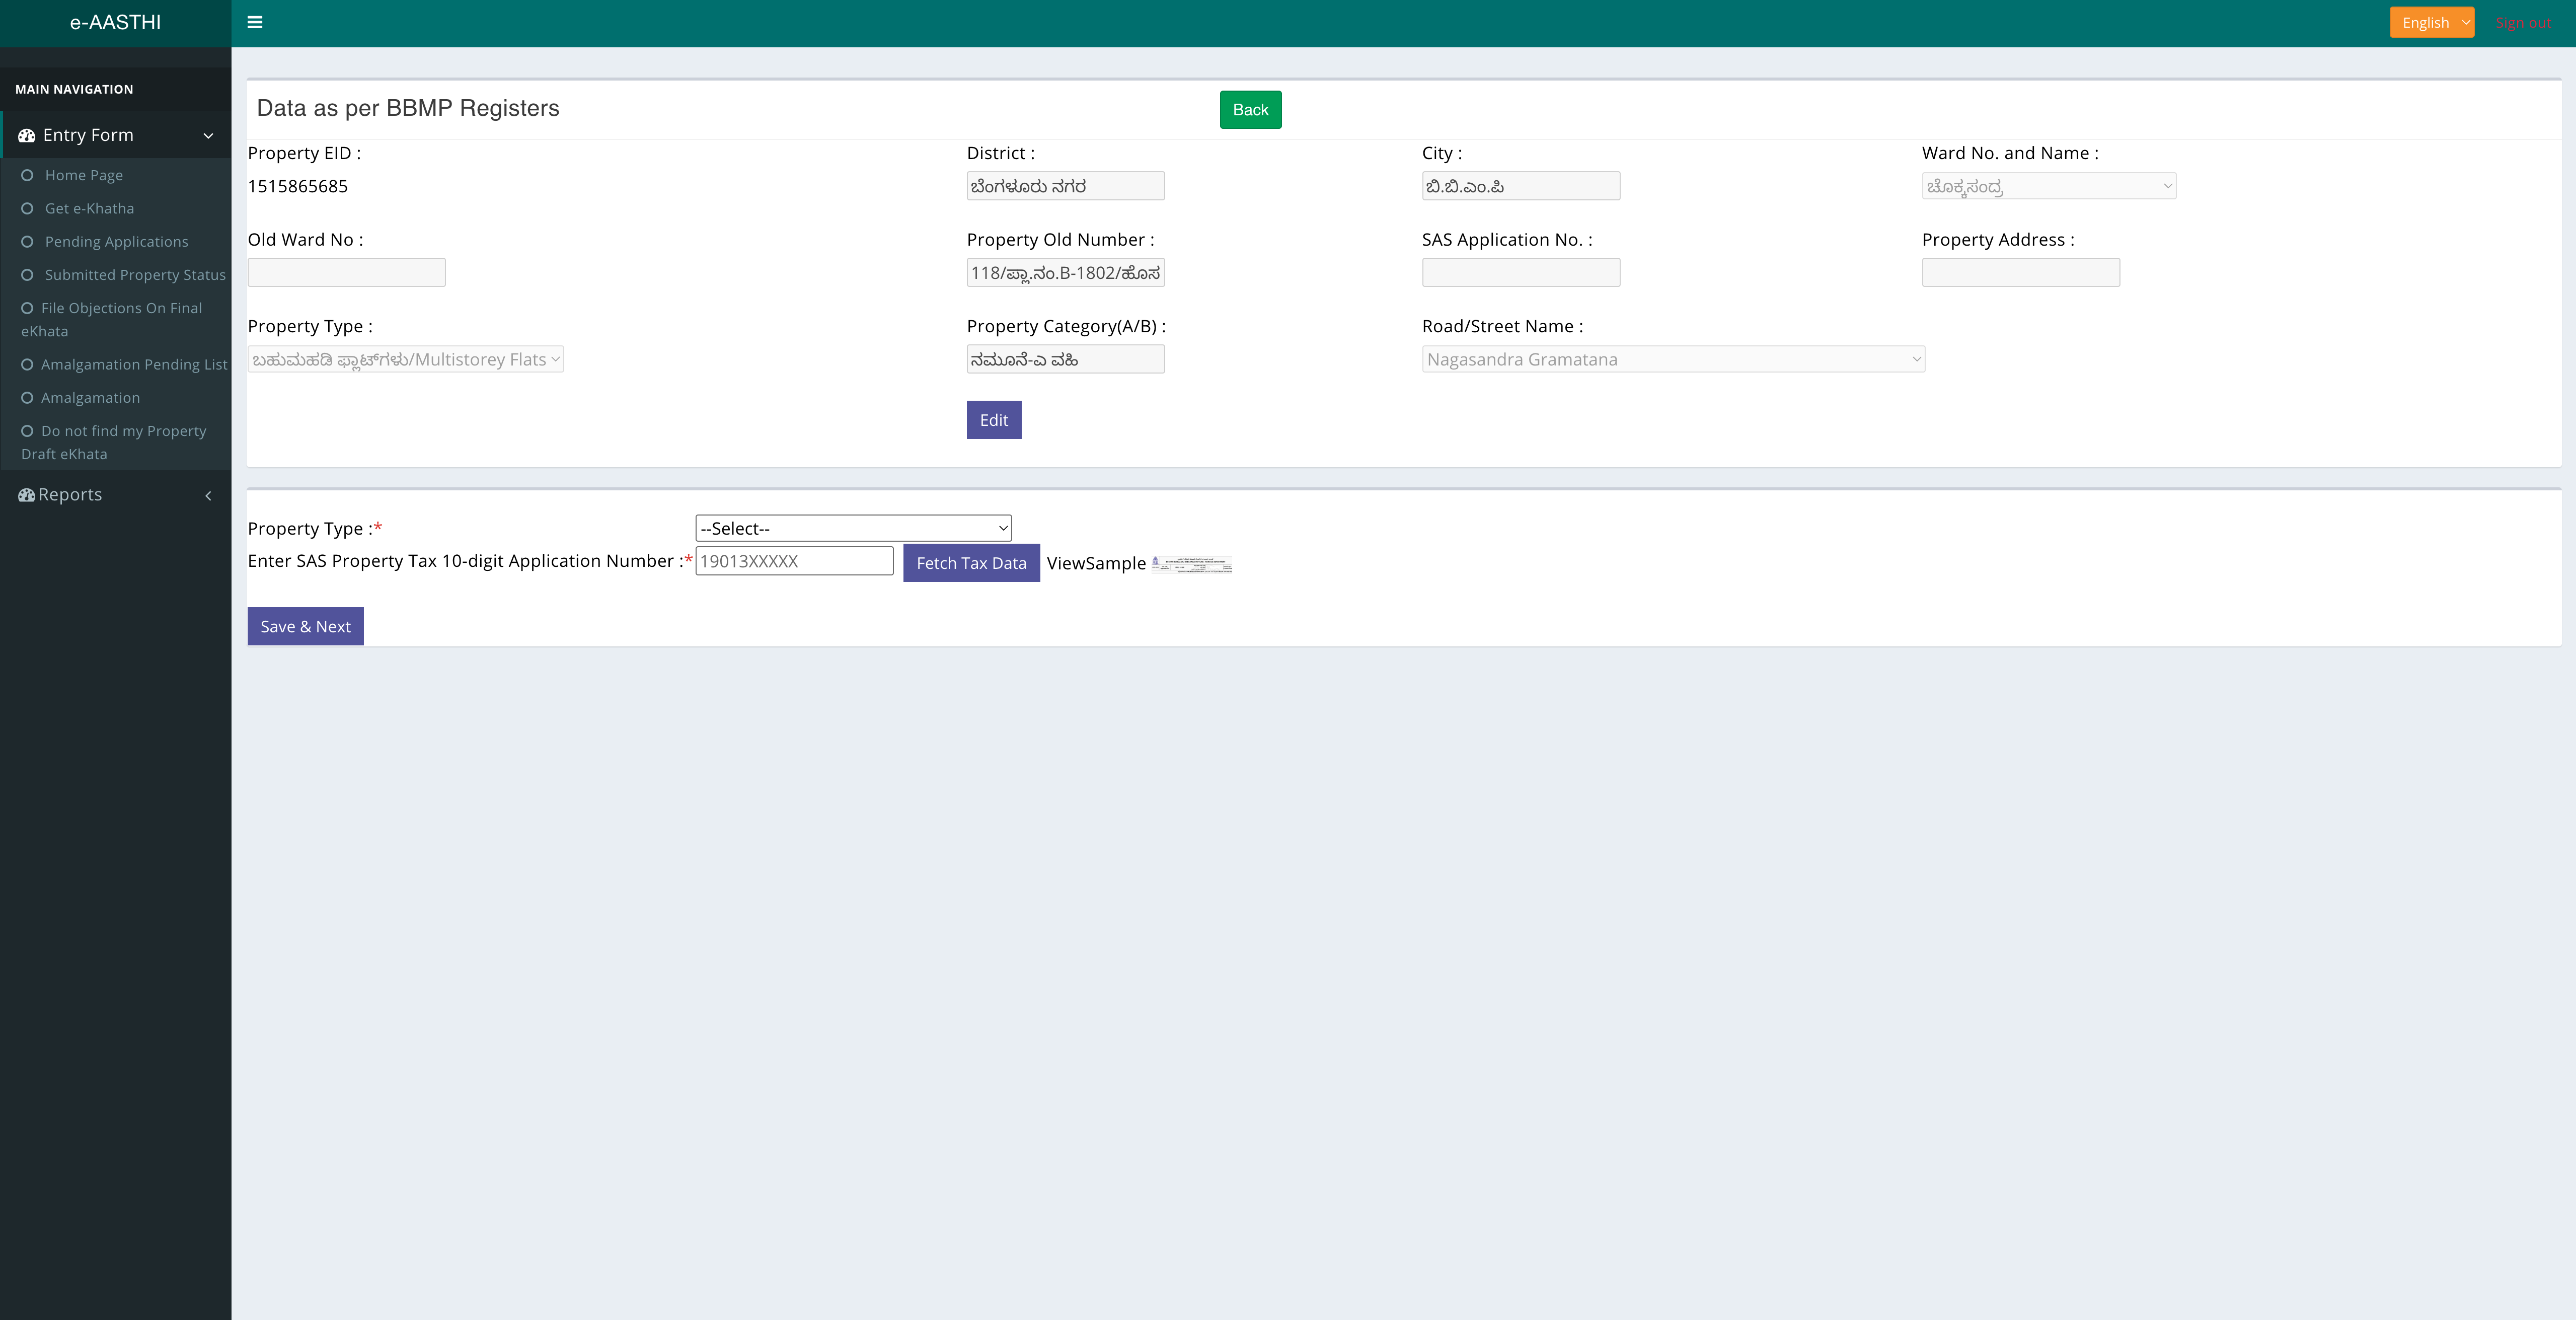 e-AASTHI
English
Sign out
MAIN NAVIGATION
Entry Form
Home Page
Get e-Khatha
Pending Applications
Submitted Property Status
File Objections On Final
eKhata
Amalgamation Pending List
Amalgamation
Do not find my Property
Draft eKhata
Reports
Data as per BBMP Registers
Back
Property EID :
District :
City :
Ward No. and Name :
1515865685
ಬೆಂಗಳೂರು ನಗರ
ಬಿ.ಬಿ.ಎಂ.ಪಿ
ಚೊಕ್ಕಸಂದ್ರ
Old Ward No :
Property Old Number :
SAS Application No. :
Property Address :
118/ಪ್ಲಾ.ನಂ.B-1802/ಹೊಸ
Property Type :
Property Category(A/B) :
Road/Street Name :
ಬಹುಮಹಡಿ ಫ್ಲಾಟ್‌ಗಳು/Multistorey Flats
ನಮೂನೆ-ಎ ವಹಿ
Nagasandra Gramatana
Edit
Property Type :*
--Select--
Enter SAS Property Tax 10-digit Application Number :*
19013XXXXX
Fetch Tax Data
ViewSample
Save & Next